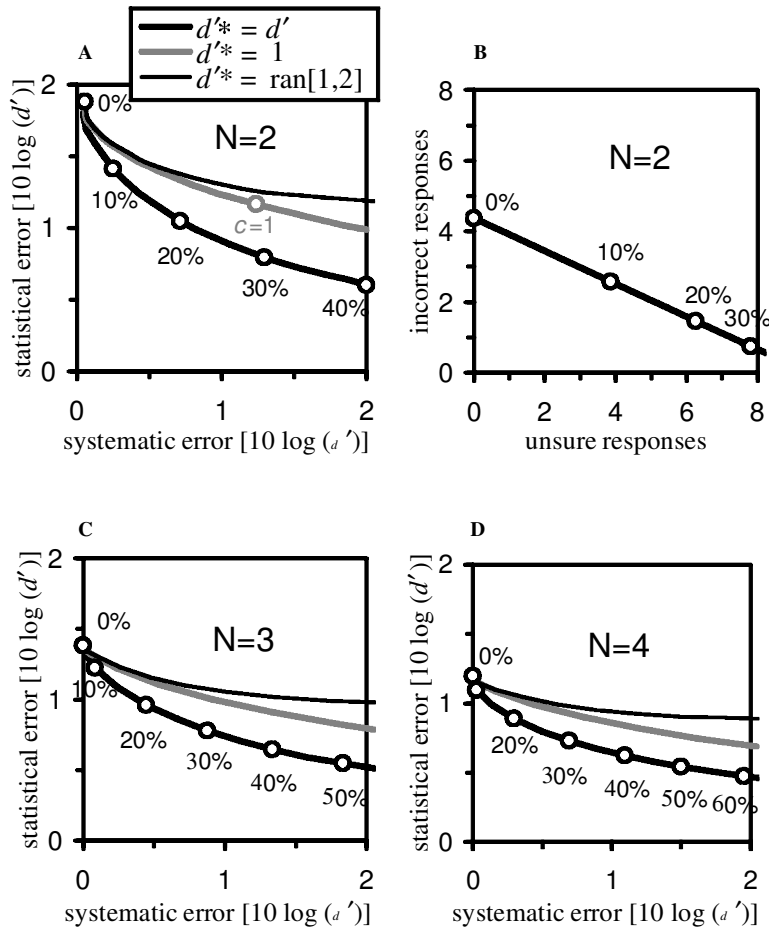 d′* = d′
d′* = 1
d′* = ran[1,2]
A
statistical error [10 log (d′)]
2
1
0
0%
N=2
10%
c=1
20%
30%
40%
0 1 2
systematic error [10 log (d ′)]
B
incorrect responses
8
6
4
2
0
N=2
0%
10%
20%
30%
0 2 4 6 8
unsure responses
C
statistical error [10 log (d′)]
2
1
0
0%
N=3
10%
20%
30%
40%
50%
0 1 2
systematic error [10 log (d ′)]
D
statistical error [10 log (d′)]
2
1
0
0%
N=4
20%
30%
40%
50%
60%
0 1 2
systematic error [10 log (d ′)]